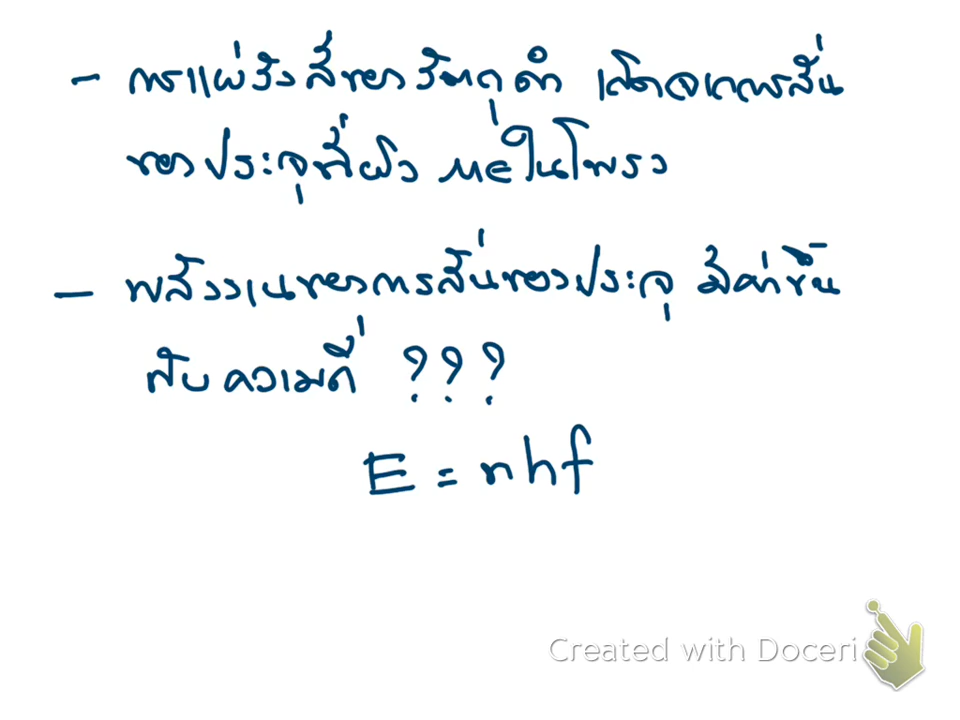 - การแผ่รังสีของวัตถุดำ เกิดจากการสั่น
ของประจุที่ผิว และในโพรง
- พลังงานของการสั่นของประจุ มีค่าขึ้น
กับความถี่ ???
E = nhf
Created with Doceri